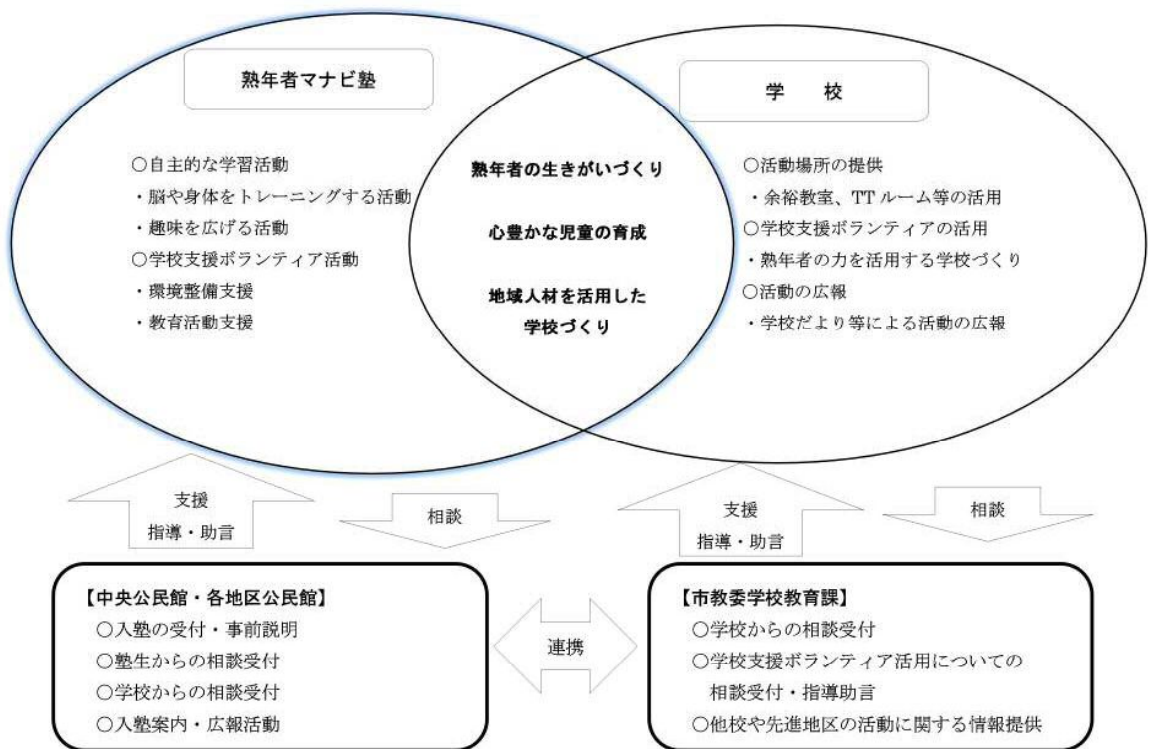 熟年者マナビ塾
○自主的な学習活動
・脳や身体をトレーニングする活動
・趣味を広げる活動
○学校支援ボランティア活動
・環境整備支援
・教育活動支援
熟年者の生きがいづくり
心豊かな児童の育成
地域人材を活用した
学校づくり
学　　校
○活動場所の提供
・余裕教室、TT ルーム等の活用
○学校支援ボランティアの活用
・熟年者の力を活用する学校づくり
○活動の広報
・学校だより等による活動の広報
支援
指導・助言
相談
支援
指導・助言
相談
【中央公民館・各地区公民館】
○入塾の受付・事前説明
○塾生からの相談受付
○学校からの相談受付
○入塾案内・広報活動
連携
【市教委学校教育課】
○学校からの相談受付
○学校支援ボランティア活用についての
相談受付・指導助言
○他校や先進地区の活動に関する情報提供